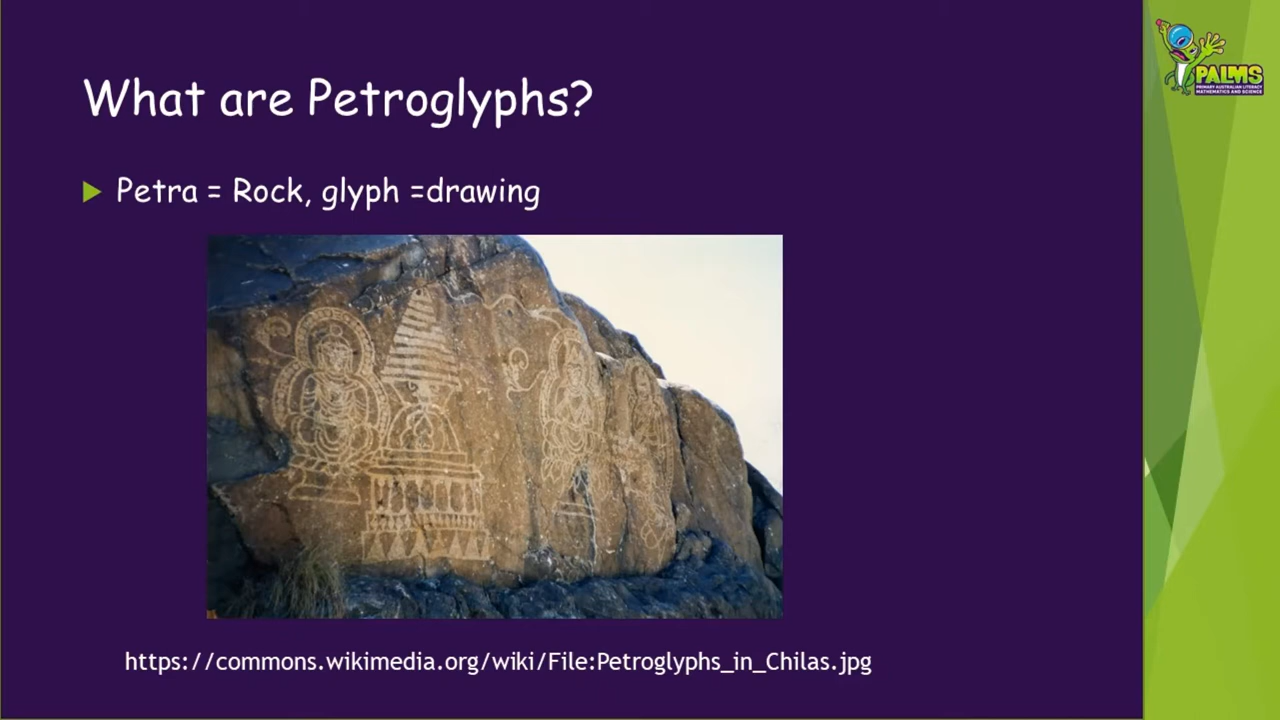 What are Petroglyphs?
Petra = Rock, glyph =drawing
https://commons.wikimedia.org/wiki/File:Petroglyphs_in_Chilas.jpg
PALMS
PRIMARY AUSTRALIAN LITERACY
MATHEMATICS AND SCIENCE